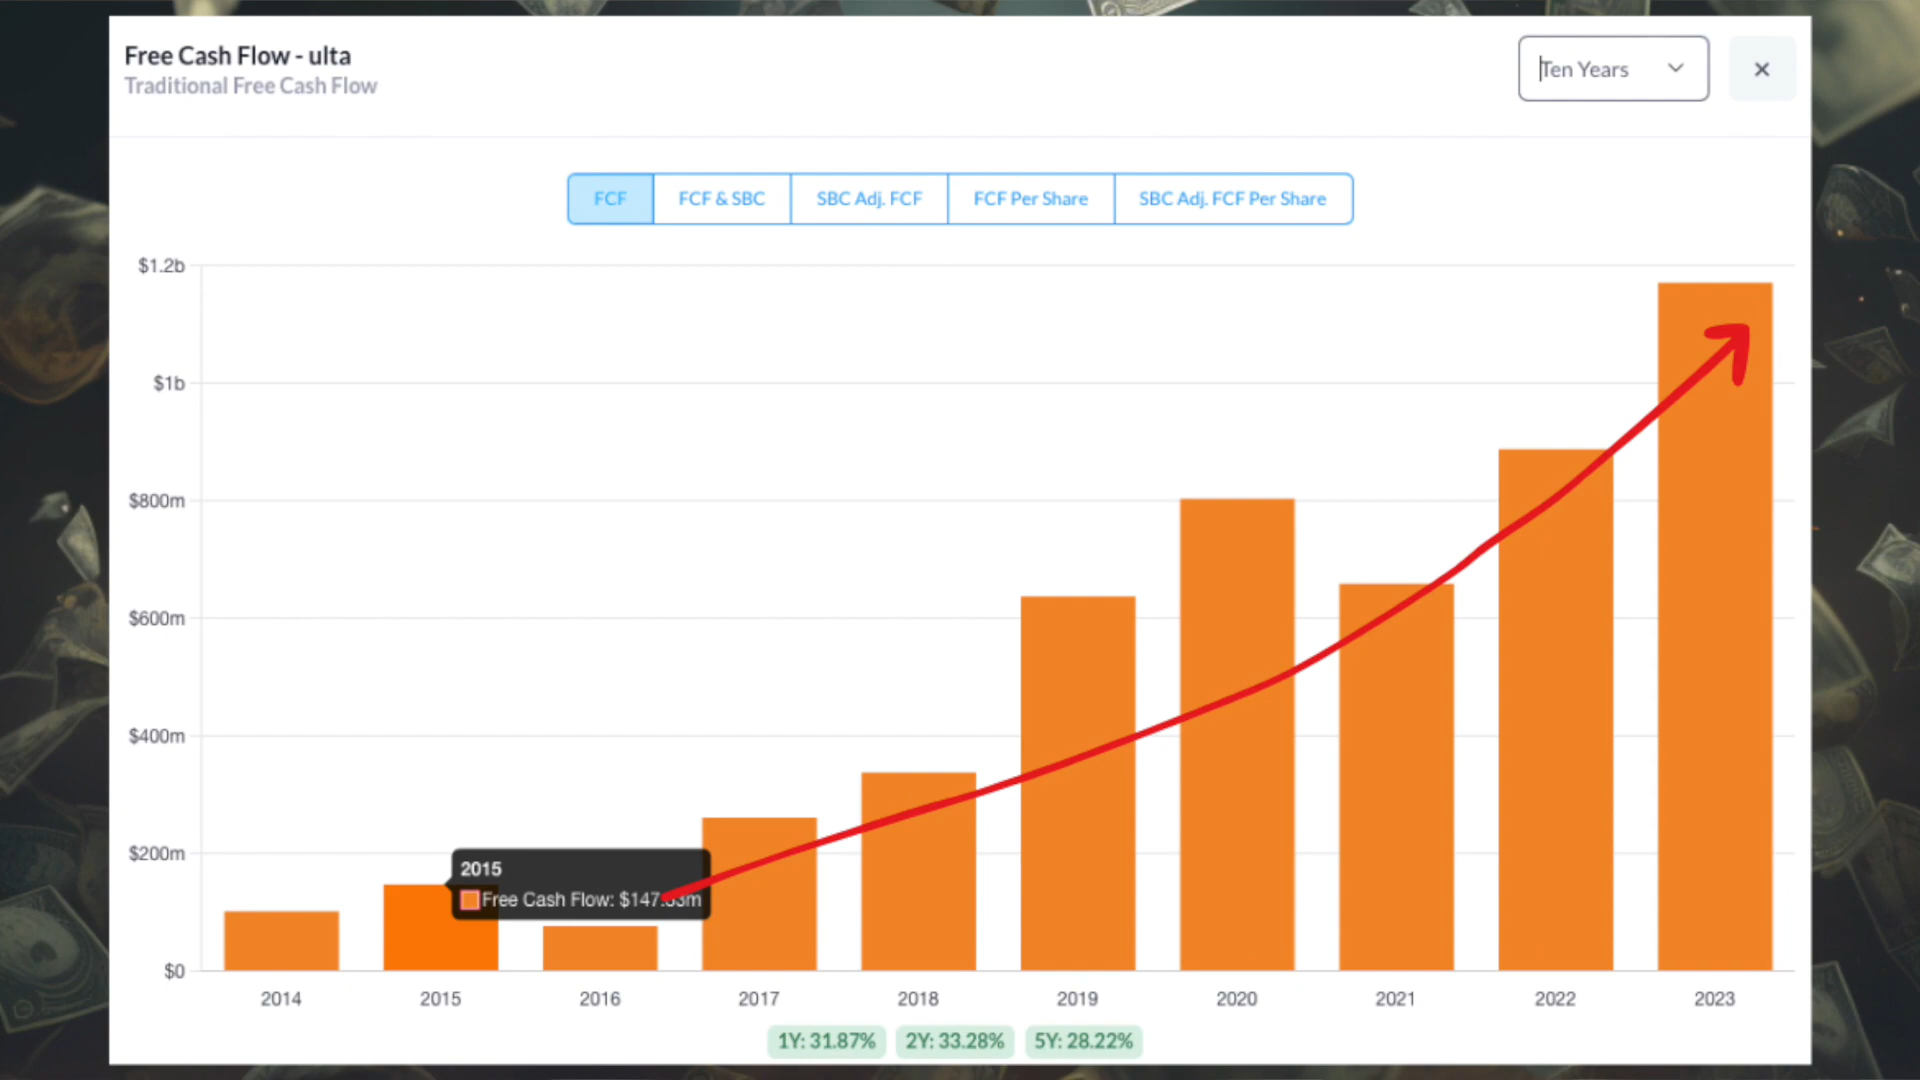 Free Cash Flow - ulta
Traditional Free Cash Flow
Ten Years
FCF
FCF & SBC
SBC Adj. FCF
FCF Per Share
SBC Adj. FCF Per Share
$1.2b
$1b
$800m
$600m
$400m
$200m
$0
2015
Free Cash Flow:
2014
2015
2016
2017
2018
2019
2020
2021
2022
2023
1Y: 31.87%
2Y: 33.28%
5Y: 28.22%